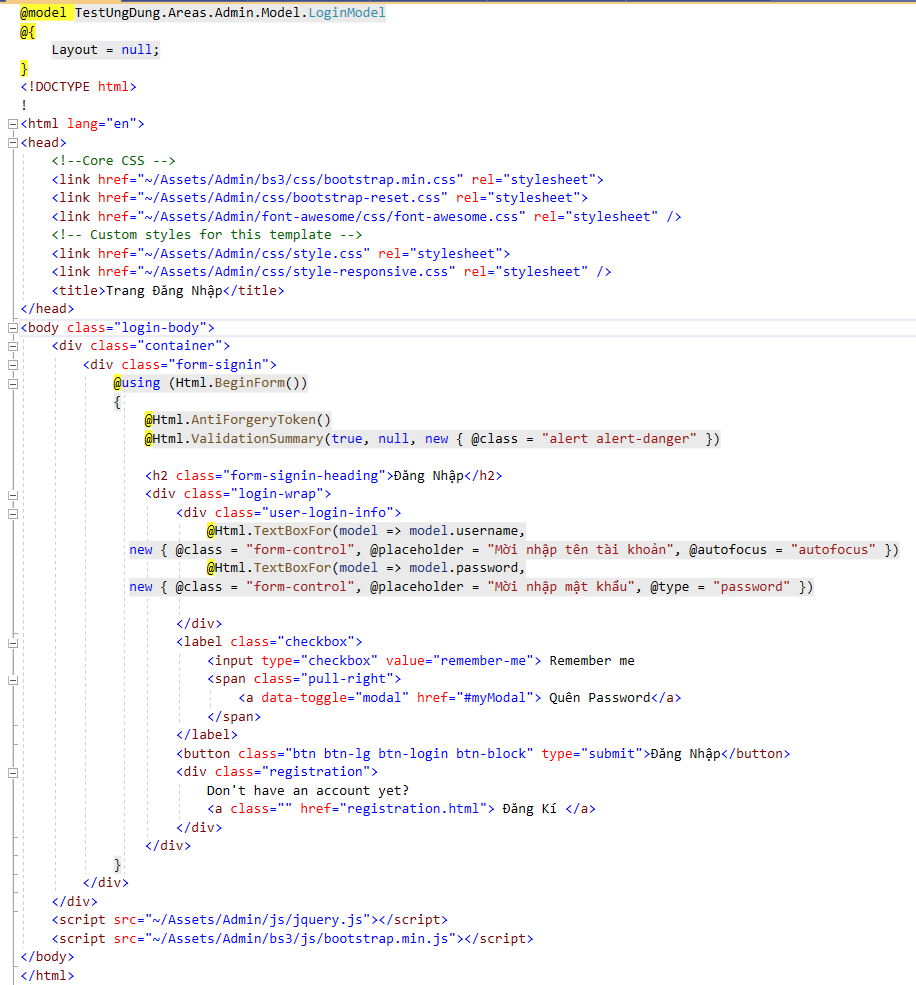 @model TestUngDung.Areas.Admin.Model.LoginModel
@{
    Layout = null;
}
<!DOCTYPE html>
!
<html lang="en">
<head>
    <!--Core CSS -->
    <link href="~/Assets/Admin/bs3/css/bootstrap.min.css" rel="stylesheet">
    <link href="~/Assets/Admin/css/bootstrap-reset.css" rel="stylesheet">
    <link href="~/Assets/Admin/font-awesome/css/font-awesome.css" rel="stylesheet" />
    <!-- Custom styles for this template -->
    <link href="~/Assets/Admin/css/style.css" rel="stylesheet">
    <link href="~/Assets/Admin/css/style-responsive.css" rel="stylesheet" />
    <title>Trang Đăng Nhập</title>
</head>
<body class="login-body">
    <div class="container">
        <div class="form-signin">
            @using (Html.BeginForm())
            {
                @Html.AntiForgeryToken()
                @Html.ValidationSummary(true, null, new { @class = "alert alert-danger" })

                <h2 class="form-signin-heading">Đăng Nhập</h2>
                <div class="login-wrap">
                    <div class="user-login-info">
                        @Html.TextBoxFor(model => model.username,
              new { @class = "form-control", @placeholder = "Mời nhập tên tài khoản", @autofocus = "autofocus" })
                        @Html.TextBoxFor(model => model.password,
              new { @class = "form-control", @placeholder = "Mời nhập mật khẩu", @type = "password" })

                    </div>
                    <label class="checkbox">
                        <input type="checkbox" value="remember-me"> Remember me
                        <span class="pull-right">
                            <a data-toggle="modal" href="#myModal"> Quên Password</a>
                        </span>
                    </label>
                    <button class="btn btn-lg btn-login btn-block" type="submit">Đăng Nhập</button>
                    <div class="registration">
                        Don't have an account yet?
                        <a class="" href="registration.html"> Đăng Kí </a>
                    </div>
                </div>
            }
        </div>
    </div>
    <script src="~/Assets/Admin/js/jquery.js"></script>
    <script src="~/Assets/Admin/bs3/js/bootstrap.min.js"></script>
</body>
</html>